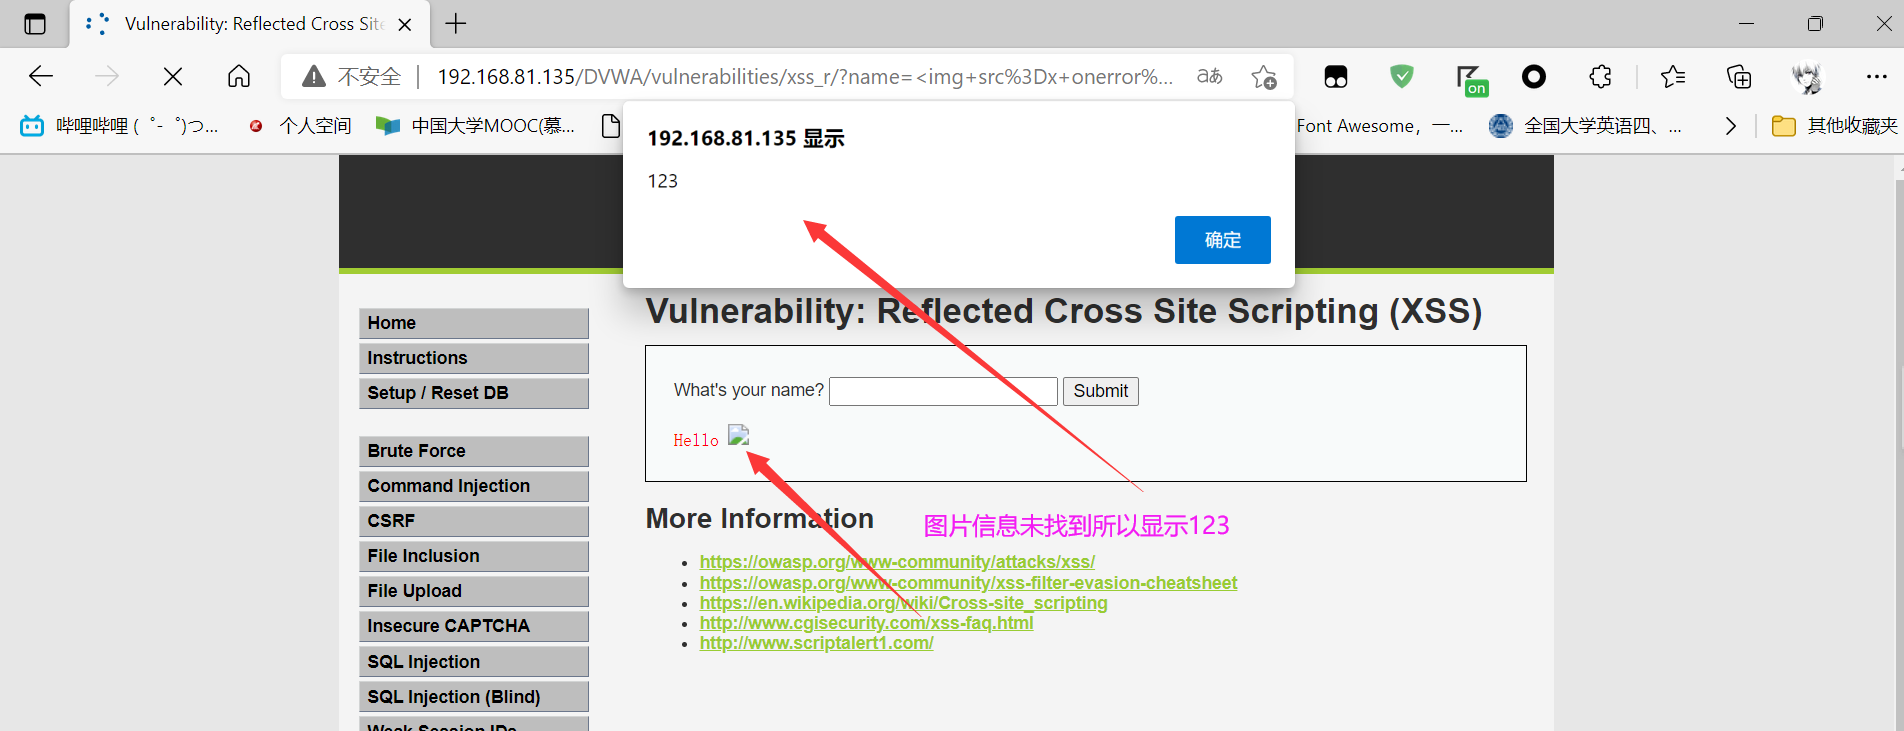 Vulnerability: Reflected Cross Site
不安全
192.168.81.135/DVWA/vulnerabilities/xss_r/?name=<img+src%3Dx+onerror%...
aあ
on
哔哩哔哩 (゜-゜)つ...
个人空间
中国大学MOOC(慕...
Font Awesome，一...
全国大学英语四、...
其他收藏夹
192.168.81.135 显示
123
确定
Vulnerability: Reflected Cross Site Scripting (XSS)
Home
Instructions
Setup / Reset DB
Brute Force
Command Injection
CSRF
File Inclusion
File Upload
Insecure CAPTCHA
SQL Injection
SQL Injection (Blind)
Weak Session IDs
What's your name?
Submit
Hello
More Information
图片信息未找到所以显示123
https://owasp.org/www-community/attacks/xss/
https://owasp.org/www-community/xss-filter-evasion-cheatsheet
https://en.wikipedia.org/wiki/Cross-site_scripting
http://www.cgisecurity.com/xss-faq.html
http://www.scriptalert1.com/